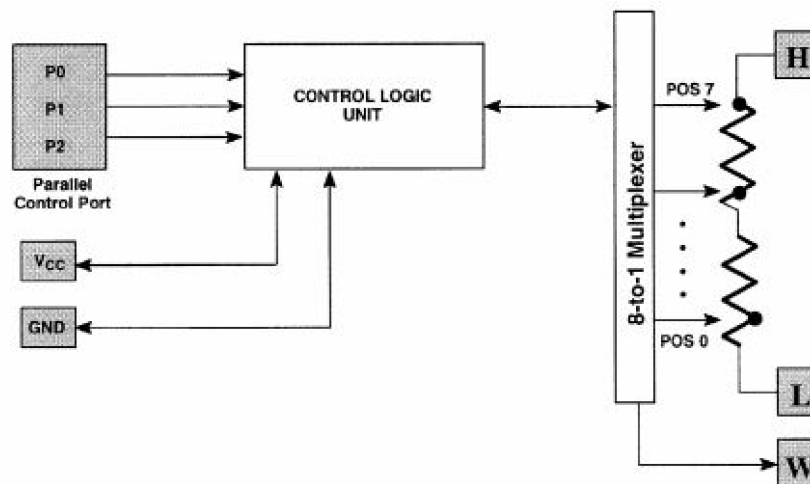 P0
P1
P2
Parallel
Control Port
CONTROL LOGIC
UNIT
VCC
GND
8-to-1 Multiplexer
POS 7
POS 0
H
L
W